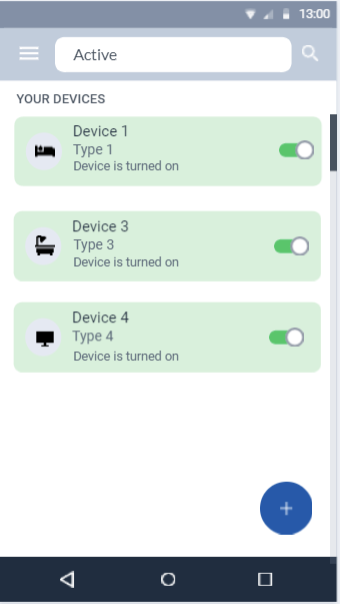 13:00
Active
YOUR DEVICES
Device 1
Type 1
Device is turned on
Device 3
Type 3
Device is turned on
Device 4
Type 4
Device is turned on
+